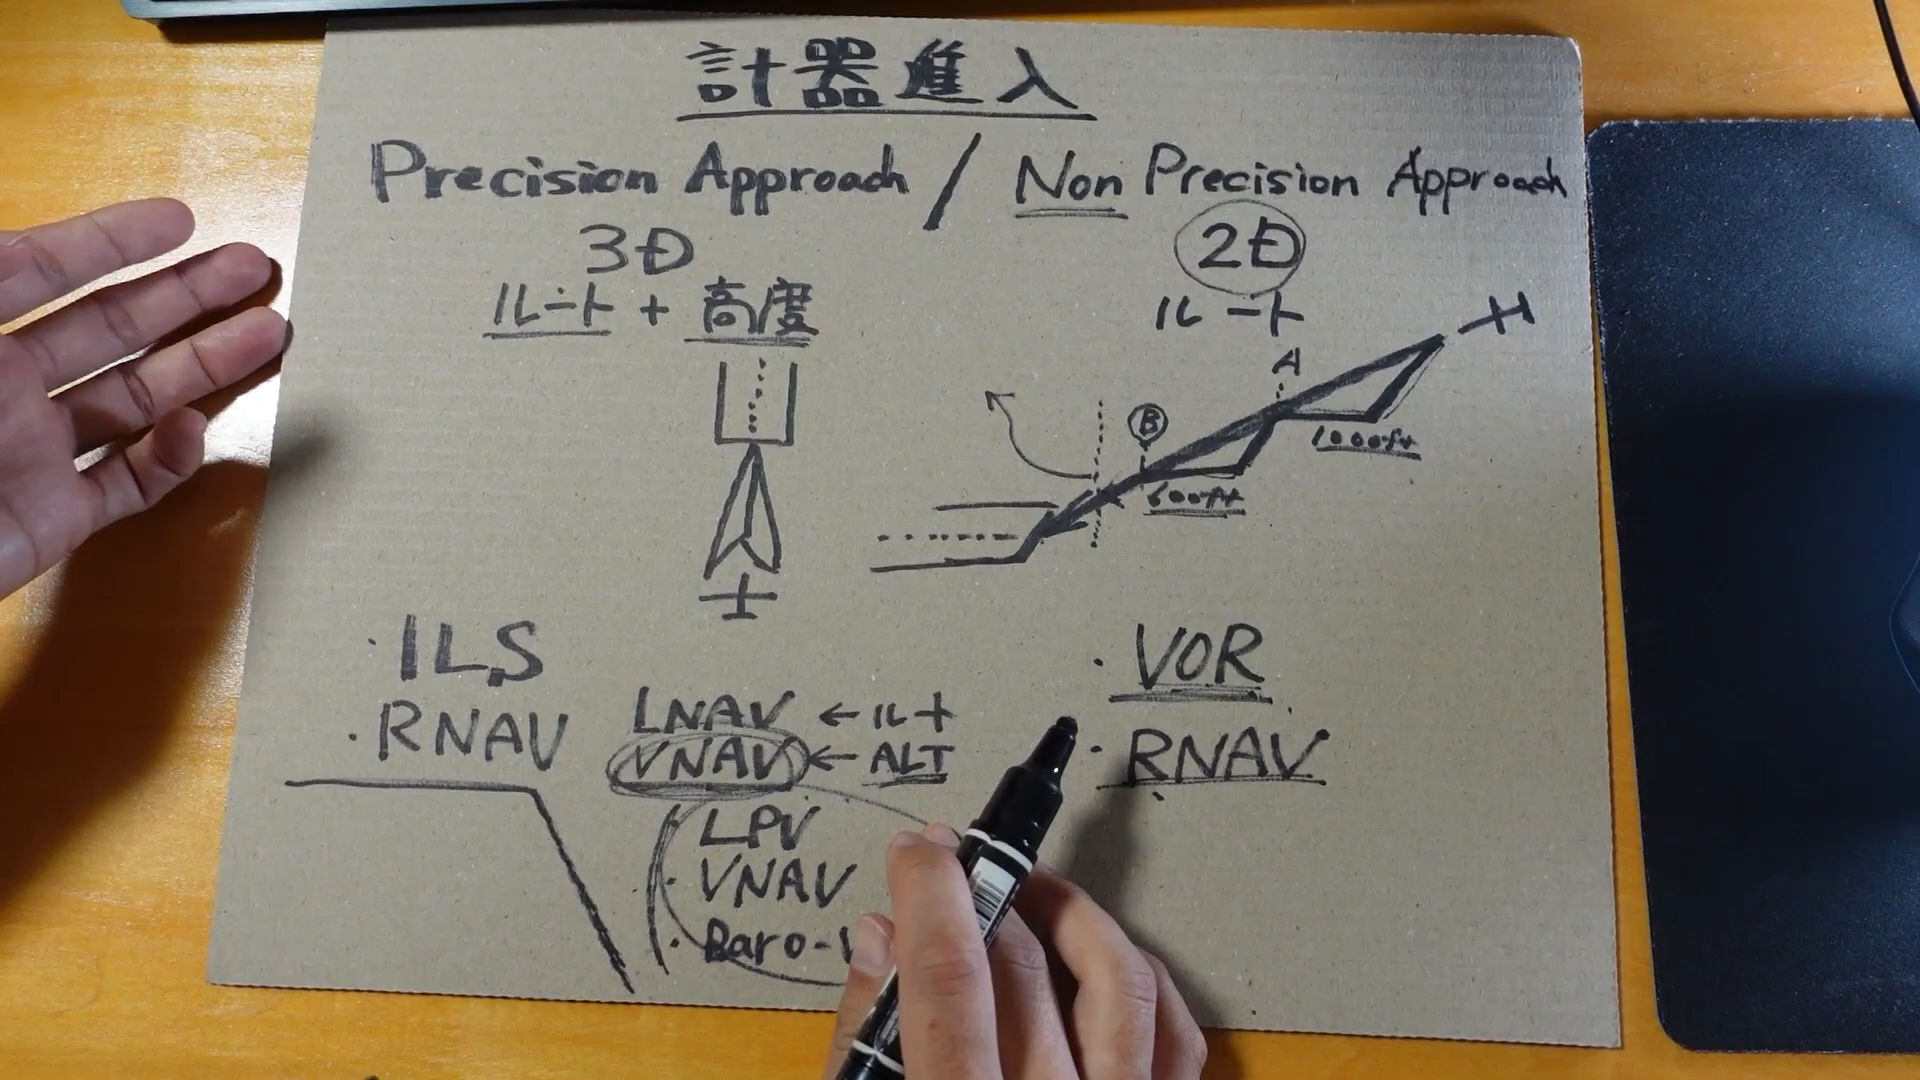 計器進入
Precision Approach / Non Precision Approach
3D
ルート + 高度
2D
ルート
A
B
1000ft
600ft
・ILS
・RNAV
LNAV ← ルート
VNAV ← ALT
LPV
・VNAV
・Baro-V
・VOR
・RNAV